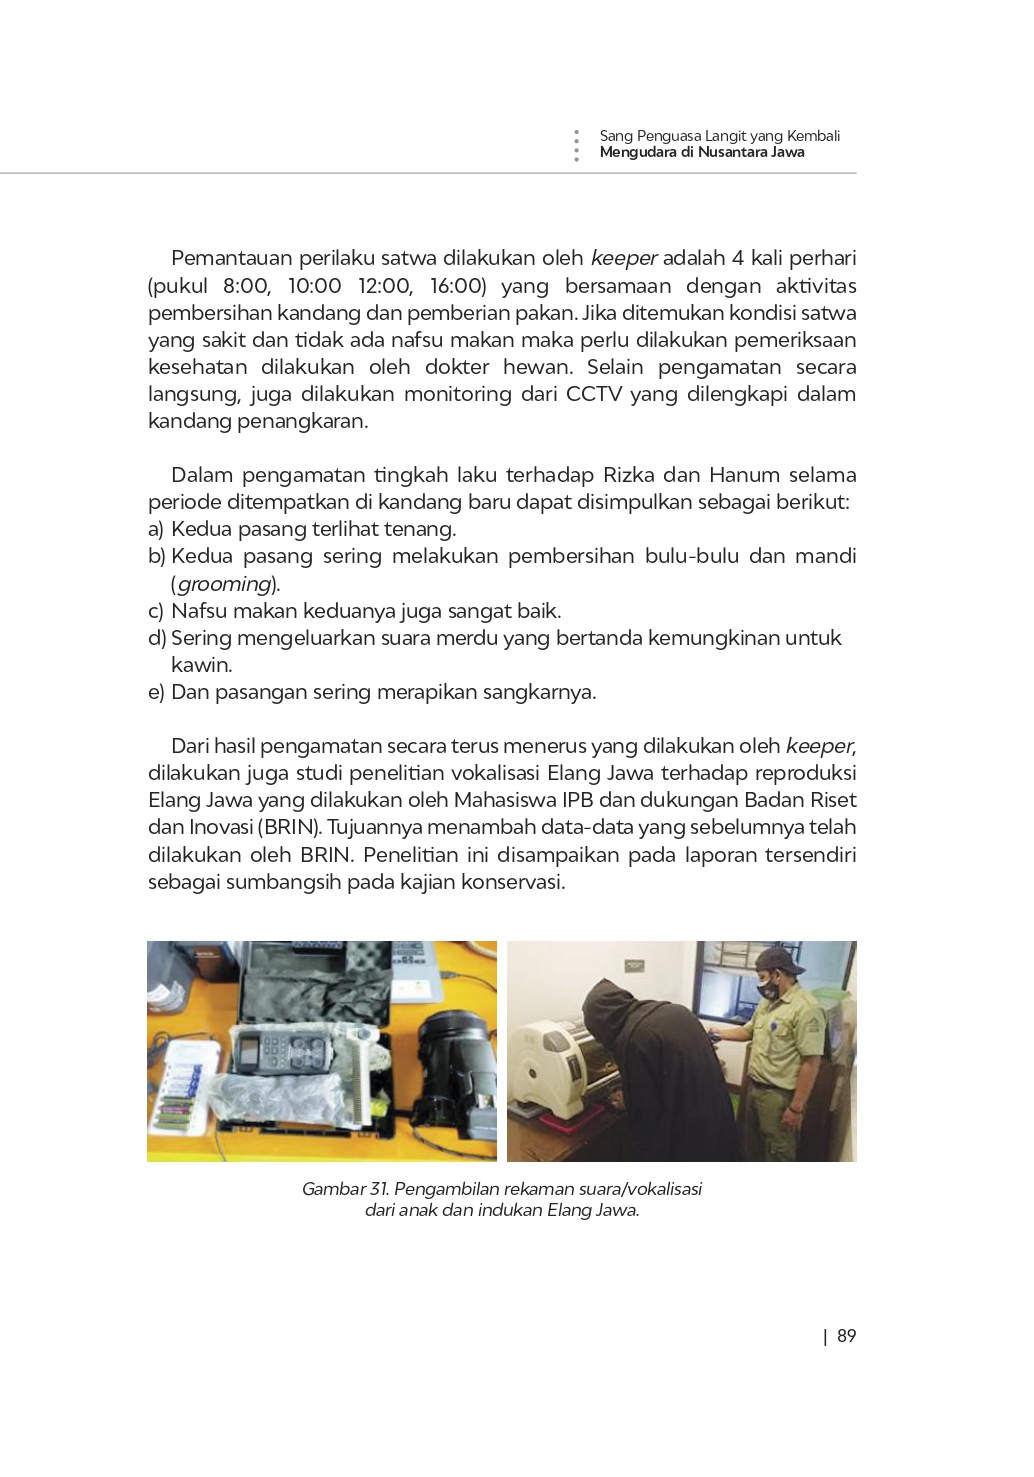 Sang Penguasa Langit yang Kembali
Mengudara di Nusantara Jawa
Pemantauan perilaku satwa dilakukan oleh keeper adalah 4 kali perhari
(pukul 8:00, 10:00 12:00, 16:00) yang bersamaan dengan aktivitas
pembersihan kandang dan pemberian pakan. Jika ditemukan kondisi satwa
yang sakit dan tidak ada nafsu makan maka perlu dilakukan pemeriksaan
kesehatan dilakukan oleh dokter hewan. Selain pengamatan secara
langsung, juga dilakukan monitoring dari CCTV yang dilengkapi dalam
kandang penangkaran.
Dalam pengamatan tingkah laku terhadap Rizka dan Hanum selama
periode ditempatkan di kandang baru dapat disimpulkan sebagai berikut:
a) Kedua pasang terlihat tenang.
b) Kedua pasang sering melakukan pembersihan bulu-bulu dan mandi
(grooming).
c) Nafsu makan keduanya juga sangat baik.
d) Sering mengeluarkan suara merdu yang bertanda kemungkinan untuk
kawin.
e) Dan pasangan sering merapikan sangkarnya.
Dari hasil pengamatan secara terus menerus yang dilakukan oleh keeper,
dilakukan juga studi penelitian vokalisasi Elang Jawa terhadap reproduksi
Elang Jawa yang dilakukan oleh Mahasiswa IPB dan dukungan Badan Riset
dan Inovasi (BRIN). Tujuannya menambah data-data yang sebelumnya telah
dilakukan oleh BRIN. Penelitian ini disampaikan pada laporan tersendiri
sebagai sumbangsih pada kajian konservasi.
Gambar 31. Pengambilan rekaman suara/vokalisasi
dari anak dan indukan Elang Jawa.
| 89